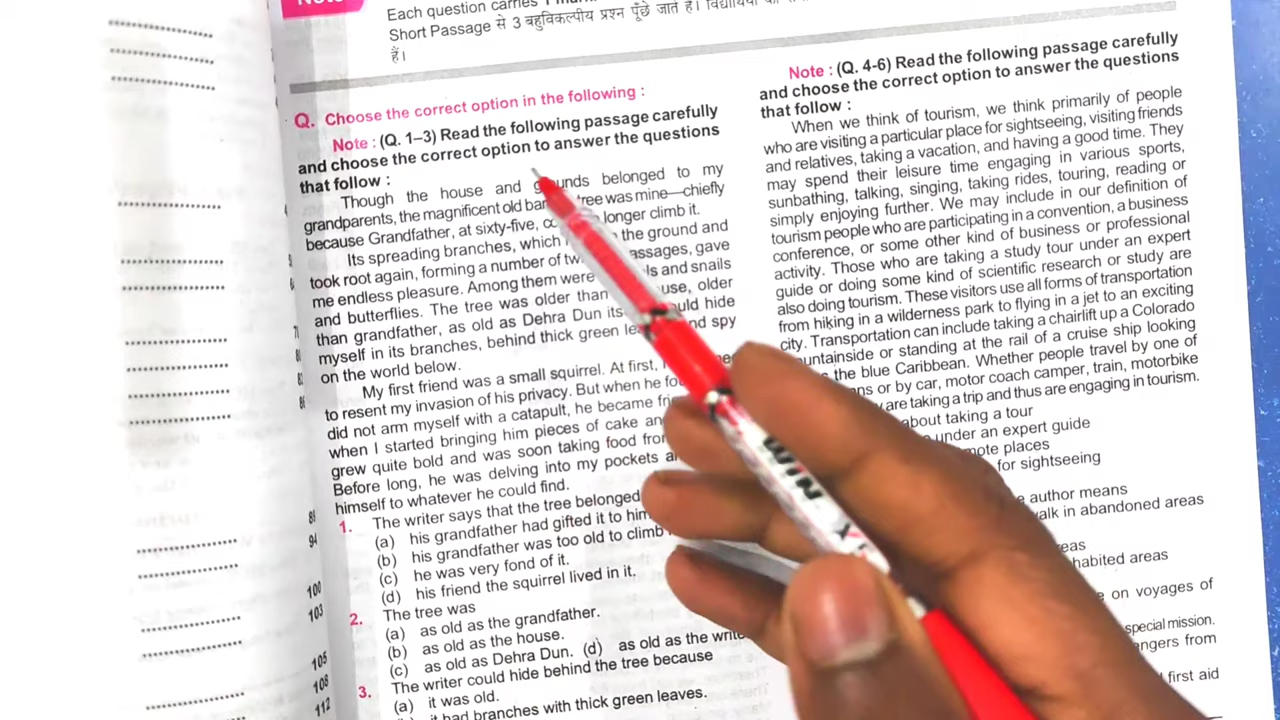 Each question carries 1
Short Passage से 3 बहुविकल्पीय प्रश्न पूँछे जाते हैं।
हैं।
Q. Choose the correct option in the following :
Note : (Q. 1–3) Read the following passage carefully
and choose the correct option to answer the questions
that follow :
Though the house and grounds belonged to my
grandparents, the magnificent old tree was mine—chiefly
because Grandfather, at sixty-five, longer climb it.
Its spreading branches, which the ground and
took root again, forming a number of passages, gave
me endless pleasure. Among them were and snails
and butterflies. The tree was older than older
than grandfather, as old as Dehra Dun hide
myself in its branches, behind thick green and spy
on the world below.
My first friend was a small squirrel. At first,
to resent my invasion of his privacy. But when he
did not arm myself with a catapult, he became
when I started bringing him pieces of cake
grew quite bold and was soon taking food
Before long, he was delving into my pockets
himself to whatever he could find.
1. The writer says that the tree belonged
(a) his grandfather had gifted it to him
(b) his grandfather was too old to climb
(c) he was very fond of it.
(d) his friend the squirrel lived in it.
2. The tree was
(a) as old as the grandfather.
(b) as old as the house.
(c) as old as Dehra Dun. (d) as old as the
3. The writer could hide behind the tree because
(a) it was old.
it had branches with thick green leaves.
Note : (Q. 4-6) Read the following passage carefully
and choose the correct option to answer the questions
that follow :
When we think of tourism, we think primarily of people
who are visiting a particular place for sightseeing, visiting friends
and relatives, taking a vacation, and having a good time. They
may spend their leisure time engaging in various sports,
sunbathing, talking, singing, taking rides, touring, reading or
simply enjoying further. We may include in our definition of
tourism people who are participating in a convention, a business
conference, or some other kind of business or professional
activity. Those who are taking a study tour under an expert
guide or doing some kind of scientific research or study are
also doing tourism. These visitors use all forms of transportation
from hiking in a wilderness park to flying in a jet to an exciting
city. Transportation can include taking a chairlift up a Colorado
mountainside or standing at the rail of a cruise ship looking
the blue Caribbean. Whether people travel by one of
or by car, motor coach camper, train, motorbike
are taking a trip and thus are engaging in tourism.
about taking a tour
under an expert guide
places
for sightseeing
author means
walk in abandoned areas
areas
on voyages of
special mission.
from
first aid
81
94
100
103
105
108
112
WIN